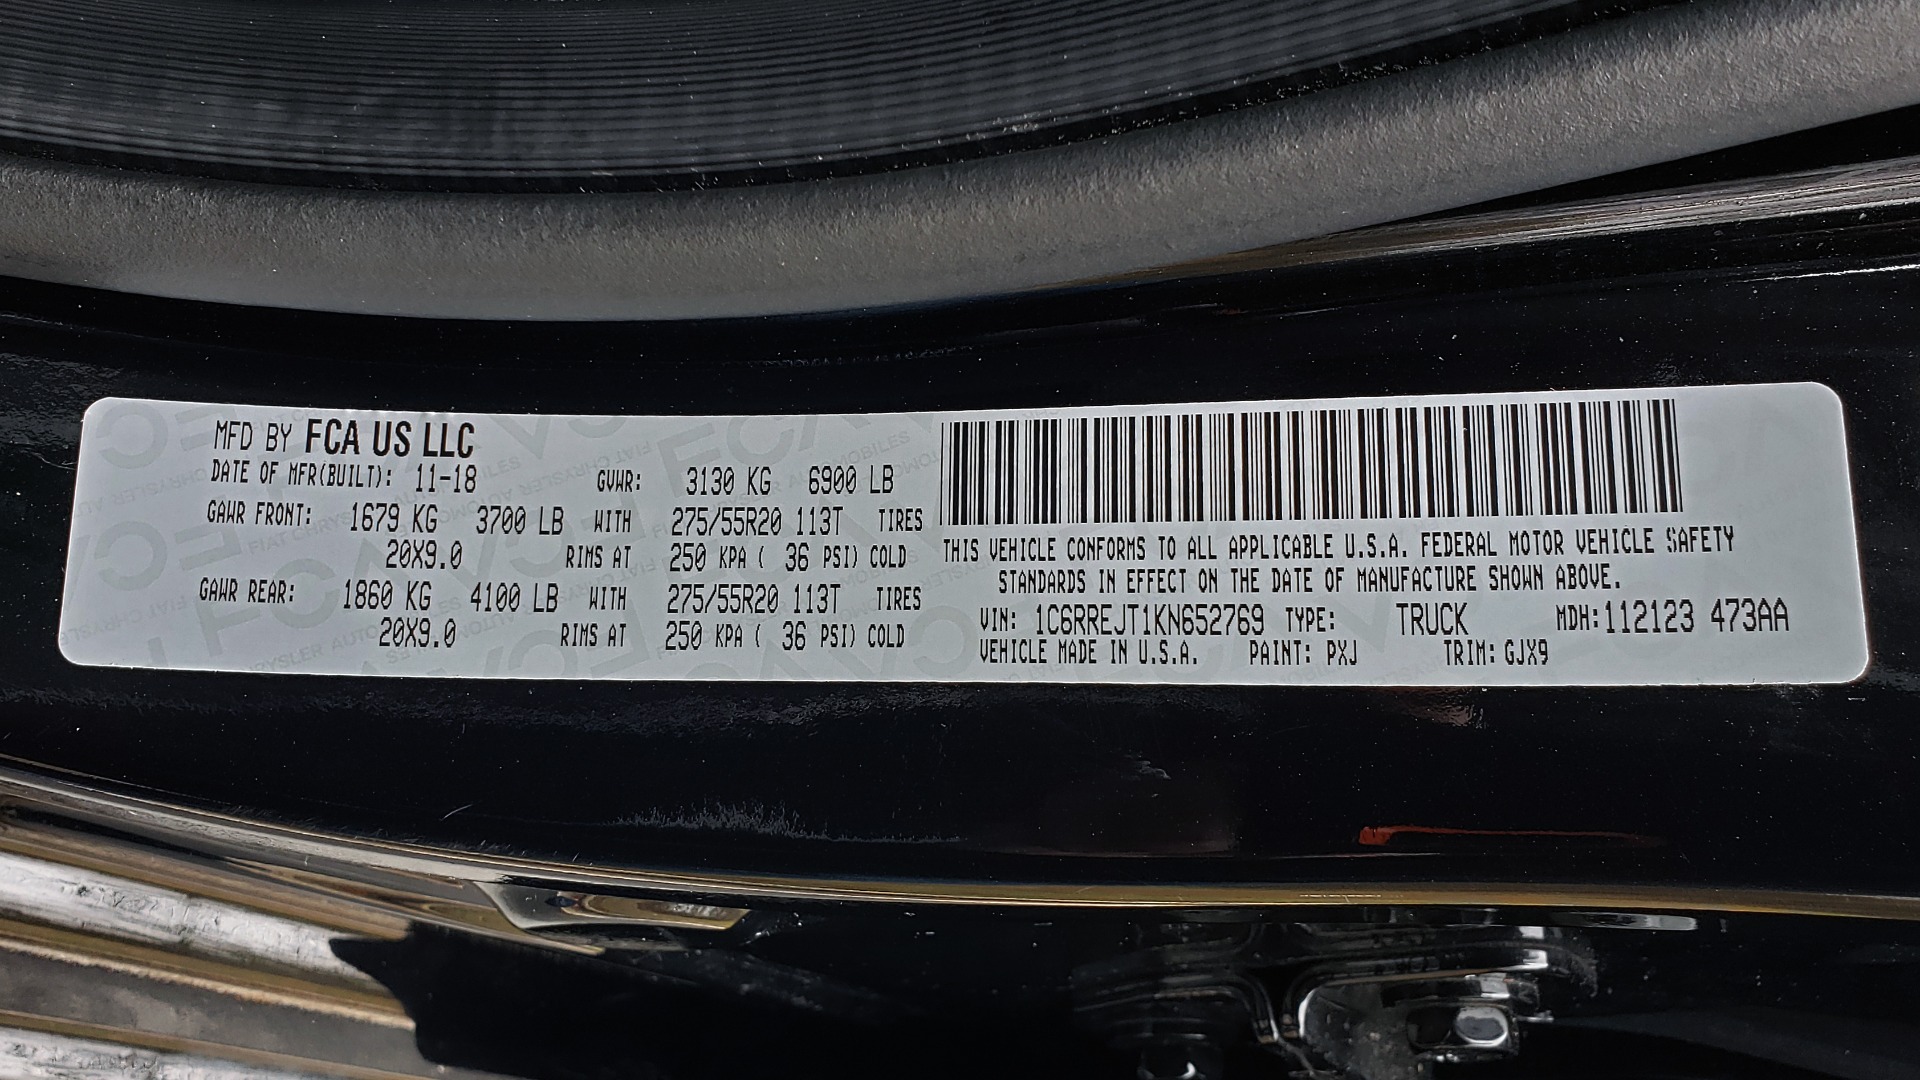 MFD BY FCA US LLC
DATE OF MFR(BUILT): 11-18 GVWR: 3130 KG 6900 LB
GAWR FRONT: 1679 KG 3700 LB WITH 275/55R20 113T TIRES
20X9.0 RIMS AT 250 KPA ( 36 PSI) COLD
GAWR REAR: 1860 KG 4100 LB WITH 275/55R20 113T TIRES
20X9.0 RIMS AT 250 KPA ( 36 PSI) COLD
THIS VEHICLE CONFORMS TO ALL APPLICABLE U.S.A. FEDERAL MOTOR VEHICLE SAFETY
STANDARDS IN EFFECT ON THE DATE OF MANUFACTURE SHOWN ABOVE.
VIN: 1C6RREJT1KN652769 TYPE: TRUCK MDH:112123 473AA
VEHICLE MADE IN U.S.A. PAINT: PXJ TRIM: GJX9